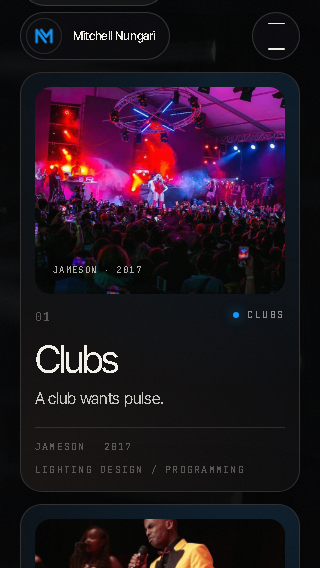 Mitchell Nungari
JAMESON · 2017
01
CLUBS
Clubs
A club wants pulse.
JAMESON 2017
LIGHTING DESIGN / PROGRAMMING